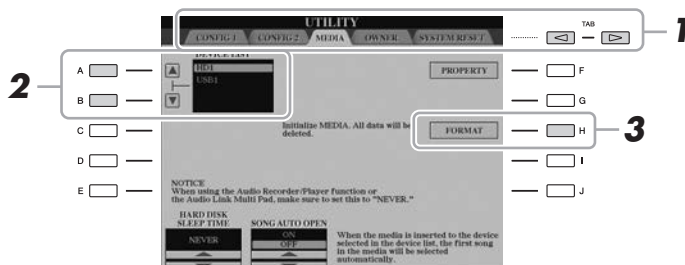 UTILITY
CONFIG 1 CONFIG 2 MEDIA OWNER SYSTEM RESET
TAB
1
DEVICE LIST
HD1
USB1
2
A
B
C
D
E
PROPERTY
F
G
Initialize MEDIA. All data will be
deleted.
FORMAT
H
3
I
J
NOTICE
When using the Audio Recorder/Player function or
the Audio Link Multi Pad, make sure to set this to "NEVER."
HARD DISK
SLEEP TIME
NEVER
SONG AUTO OPEN
ON
OFF
When the media is inserted to the device
selected in the device list, the first song
in the media will be selected
automatically.